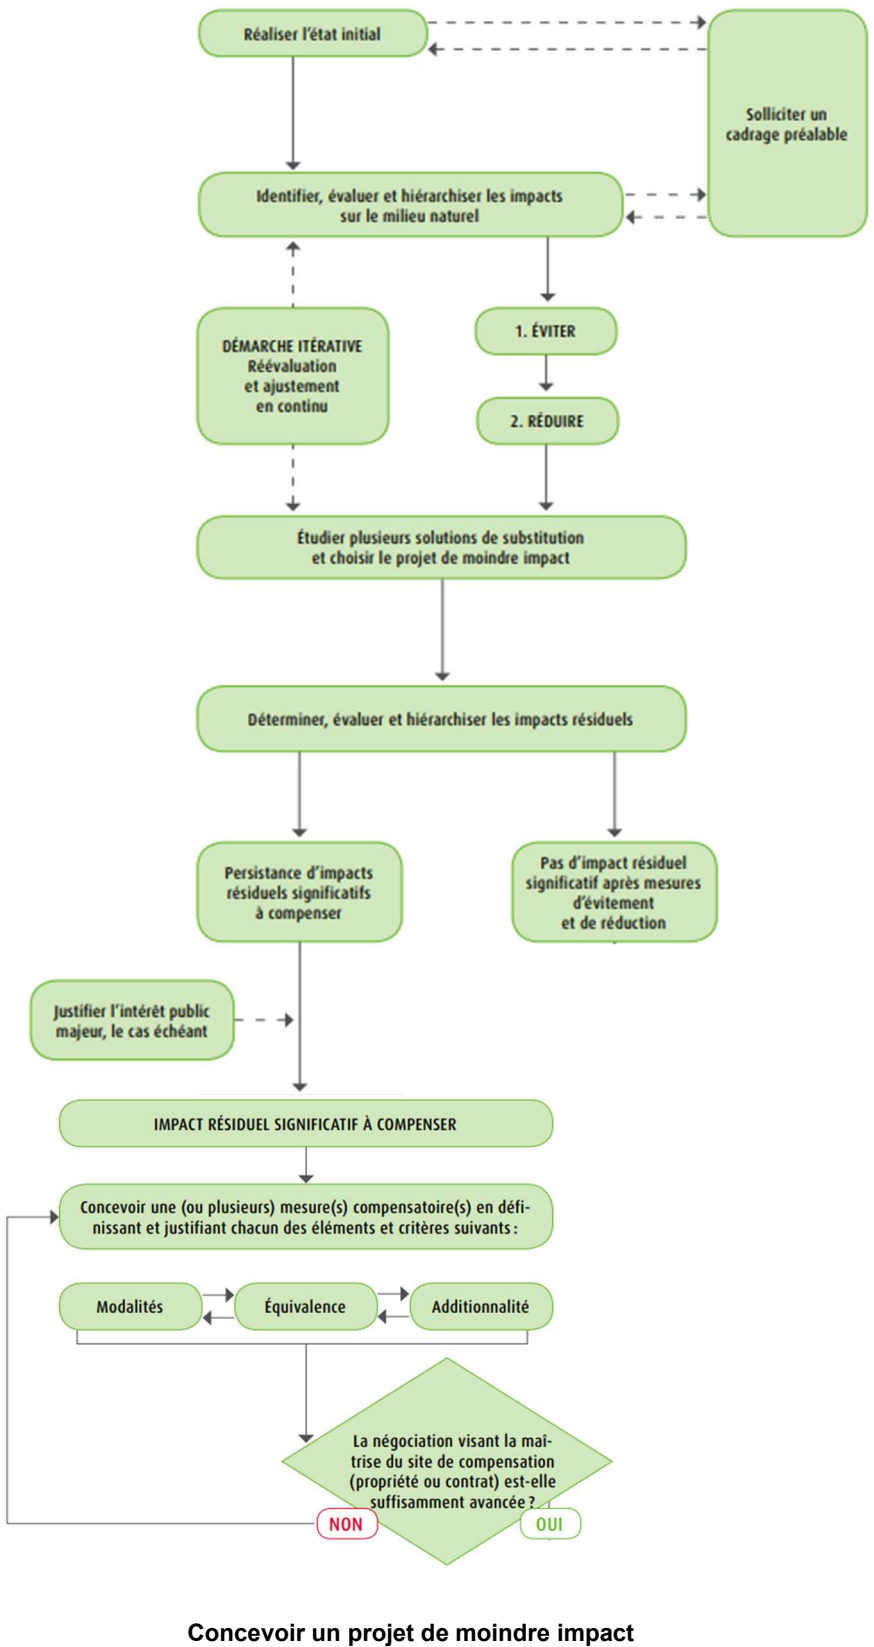 Réaliser l'état initial
Solliciter un
cadrage préalable
Identifier, évaluer et hiérarchiser les impacts
sur le milieu naturel
DÉMARCHE ITÉRATIVE
Réévaluation
et ajustement
en continu
1. ÉVITER
2. RÉDUIRE
Étudier plusieurs solutions de substitution
et choisir le projet de moindre impact
Déterminer, évaluer et hiérarchiser les impacts résiduels
Persistance d'impacts
résiduels significatifs
à compenser
Pas d'impact résiduel
significatif après mesures
d'évitement
et de réduction
Justifier l'intérêt public
majeur, le cas échéant
IMPACT RÉSIDUEL SIGNIFICATIF À COMPENSER
Concevoir une (ou plusieurs) mesure(s) compensatoire(s) en défi-
nissant et justifiant chacun des éléments et critères suivants :
Modalités
Équivalence
Additionnalité
La négociation visant la maî-
trise du site de compensation
(propriété ou contrat) est-elle
suffisamment avancée ?
NON
OUI
Concevoir un projet de moindre impact